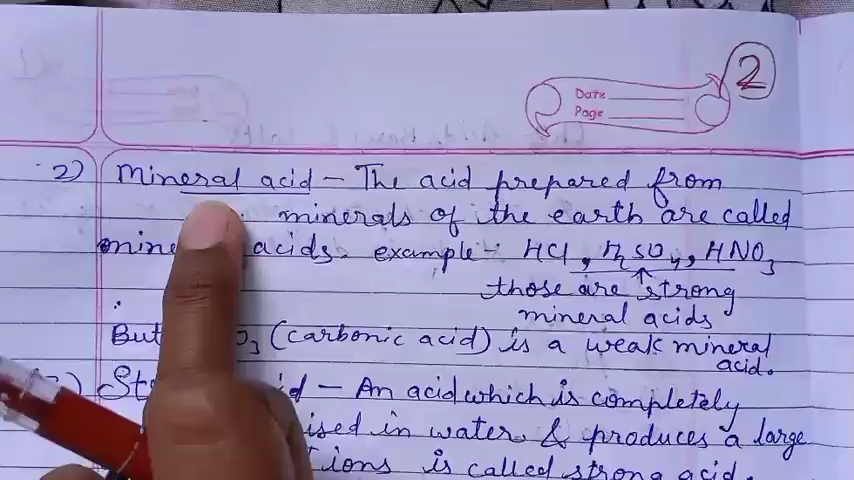 2
Date
Page
2) Mineral acid - The acid prepared from
minerals of the earth are called
acids. example - HCl, H2SO4, HNO3
those are strong
mineral acids
But (carbonic acid) is a weak mineral
acid.
- An acid which is completely
in water & produces a large
is called strong acid.